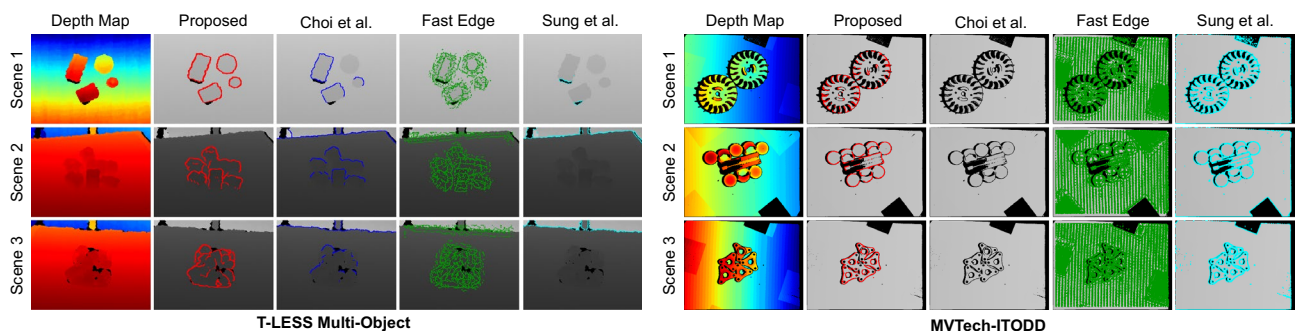 Depth Map Proposed Choi et al. Fast Edge Sung et al.
Scene 1
Scene 2
Scene 3
T-LESS Multi-Object
Depth Map Proposed Choi et al. Fast Edge Sung et al.
Scene 1
Scene 2
Scene 3
MVTech-ITODD